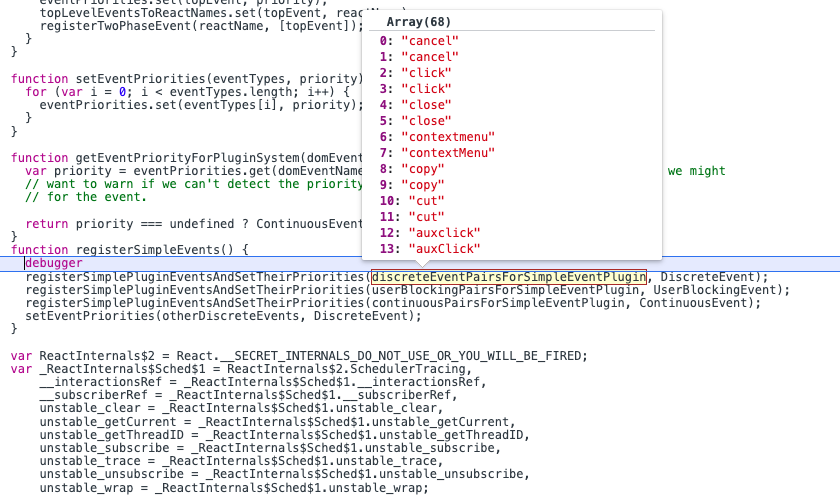 eventPriorities.set(topEvent, priority);
topLevelEventsToReactNames.set(topEvent, reac
registerTwoPhaseEvent(reactName, [topEvent]);
}
}
function setEventPriorities(eventTypes, priority)
for (var i = 0; i < eventTypes.length; i++) {
eventPriorities.set(eventTypes[i], priority);
}
}
function getEventPriorityForPluginSystem(domEvent
var priority = eventPriorities.get(domEventName we might
// want to warn if we can't detect the priority
// for the event.
return priority === undefined ? ContinuousEvent
}
Array(68)
0: "cancel"
1: "cancel"
2: "click"
3: "click"
4: "close"
5: "close"
6: "contextmenu"
7: "contextMenu"
8: "copy"
9: "copy"
10: "cut"
11: "cut"
12: "auxclick"
13: "auxClick"
function registerSimpleEvents() {
debugger
registerSimplePluginEventsAndSetTheirPriorities(discreteEventPairsForSimpleEventPlugin, DiscreteEvent);
registerSimplePluginEventsAndSetTheirPriorities(userBlockingPairsForSimpleEventPlugin, UserBlockingEvent);
registerSimplePluginEventsAndSetTheirPriorities(continuousPairsForSimpleEventPlugin, ContinuousEvent);
setEventPriorities(otherDiscreteEvents, DiscreteEvent);
}
var ReactInternals$2 = React.__SECRET_INTERNALS_DO_NOT_USE_OR_YOU_WILL_BE_FIRED;
var _ReactInternals$Sched$1 = ReactInternals$2.SchedulerTracing,
__interactionsRef = _ReactInternals$Sched$1.__interactionsRef,
__subscriberRef = _ReactInternals$Sched$1.__subscriberRef,
unstable_clear = _ReactInternals$Sched$1.unstable_clear,
unstable_getCurrent = _ReactInternals$Sched$1.unstable_getCurrent,
unstable_getThreadID = _ReactInternals$Sched$1.unstable_getThreadID,
unstable_subscribe = _ReactInternals$Sched$1.unstable_subscribe,
unstable_trace = _ReactInternals$Sched$1.unstable_trace,
unstable_unsubscribe = _ReactInternals$Sched$1.unstable_unsubscribe,
unstable_wrap = _ReactInternals$Sched$1.unstable_wrap;